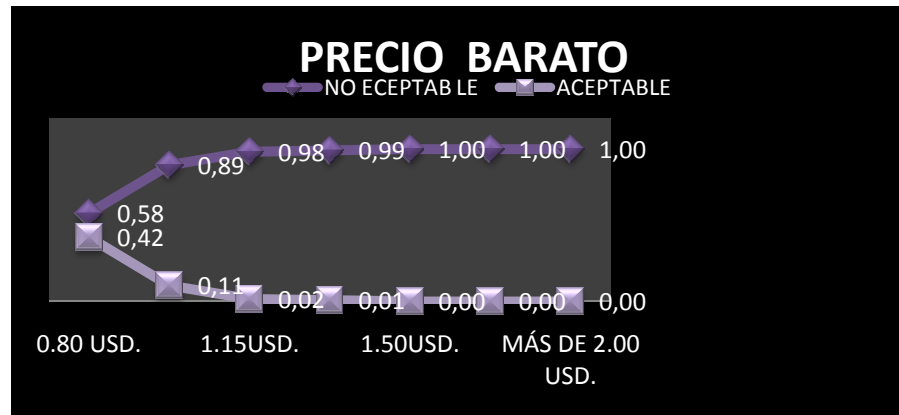 PRECIO BARATO
NO ECEPTAB LE ACEPTABLE
0,58 0,89 0,98 0,99 1,00 1,00 1,00
0,42 0,11 0,02 0,01 0,00 0,00 0,00
0.80 USD. 1.15USD. 1.50USD. MÁS DE 2.00
USD.